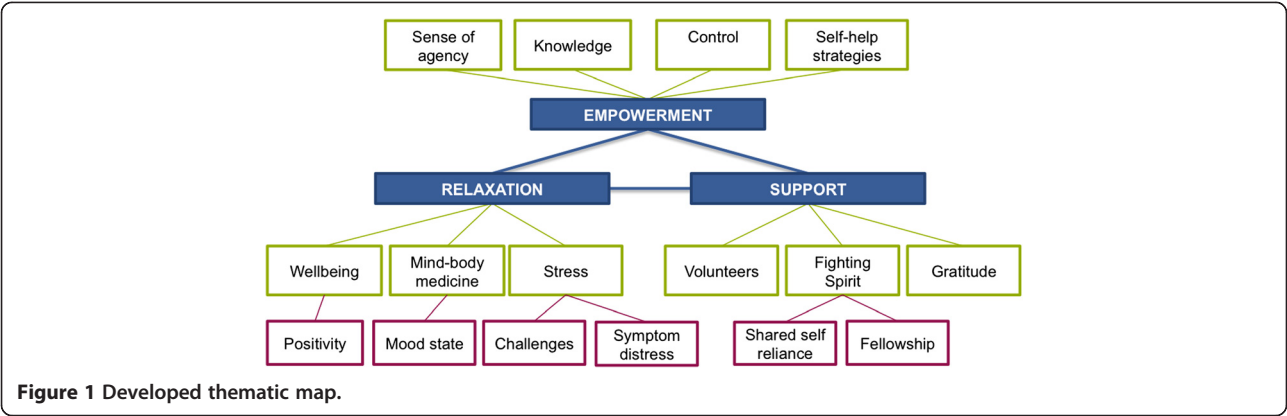 Sense of
agency
Knowledge
Control
Self-help
strategies
EMPOWERMENT
RELAXATION
SUPPORT
Wellbeing
Mind-body
medicine
Stress
Volunteers
Fighting
Spirit
Gratitude
Positivity
Mood state
Challenges
Symptom
distress
Shared self
reliance
Fellowship
Figure 1 Developed thematic map.